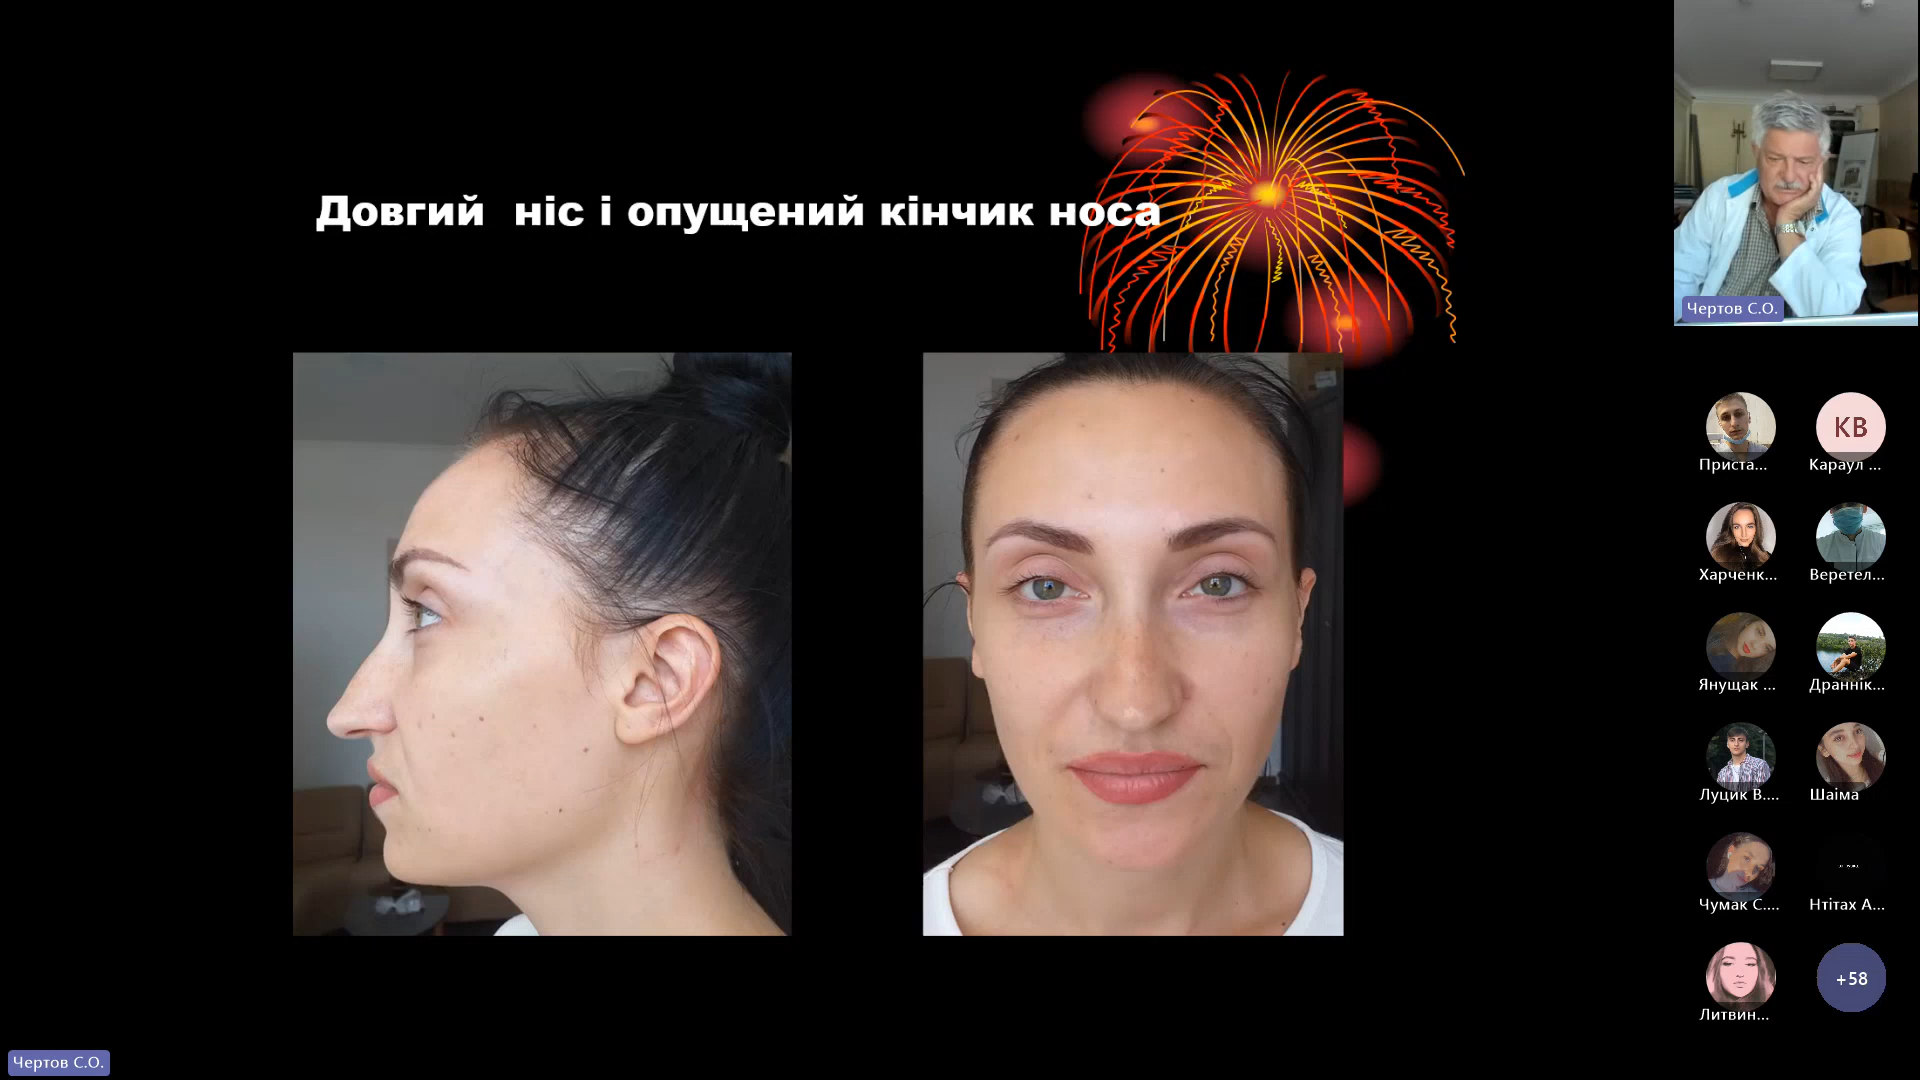 Довгий ніс і опущений кінчик носа
Чертов С.О.
Приста...
КВ
Караул ...
Харченк...
Веретел...
Янущак ...
Драннік...
Луцик В....
Шаіма
Чумак С....
Нтітах А...
Литвин...
+58
Чертов С.О.